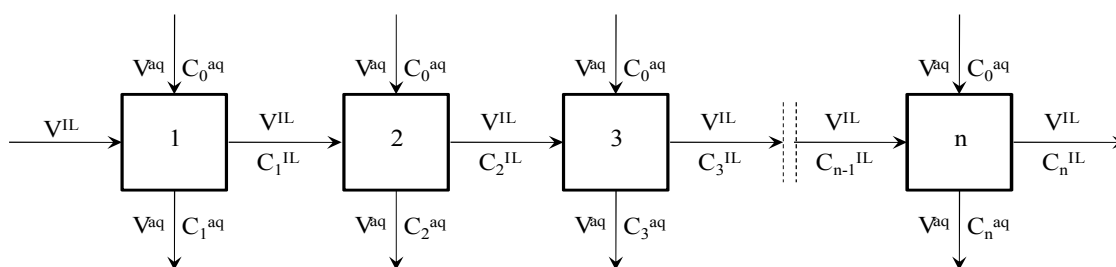 V^aq C_0^aq V^aq C_0^aq V^aq C_0^aq V^aq C_0^aq
V^IL 1 V^IL 2 V^IL 3 V^IL V^IL n V^IL
C_1^IL C_2^IL C_3^IL C_n-1^IL C_n^IL
V^aq C_1^aq V^aq C_2^aq V^aq C_3^aq V^aq C_n^aq